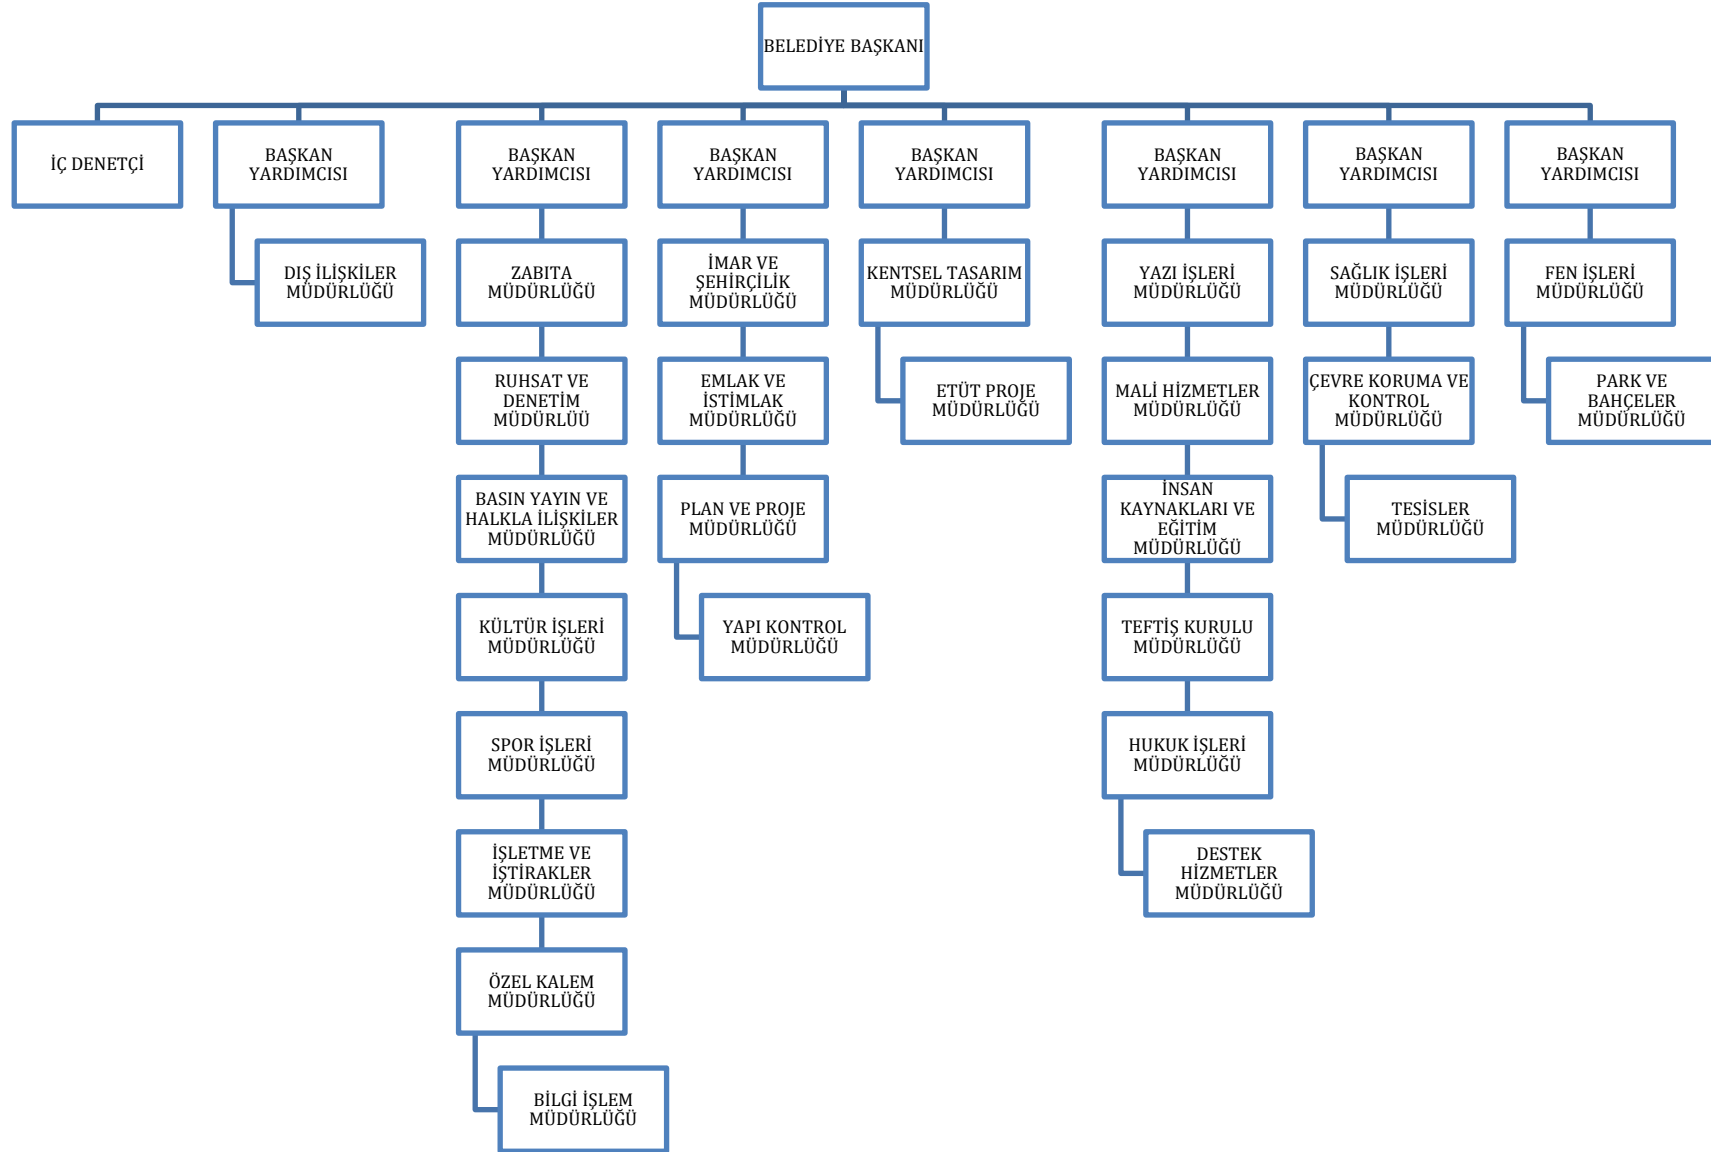 BELEDİYE BAŞKANI
İÇ DENETÇİ
BAŞKAN
YARDIMCISI
DIŞ İLİŞKİLER
MÜDÜRLÜĞÜ
BAŞKAN
YARDIMCISI
ZABITA
MÜDÜRLÜĞÜ
RUHSAT VE
DENETİM
MÜDÜRLÜÜ
BASIN YAYIN VE
HALKLA İLİŞKİLER
MÜDÜRLÜĞÜ
KÜLTÜR İŞLERİ
MÜDÜRLÜĞÜ
SPOR İŞLERİ
MÜDÜRLÜĞÜ
İŞLETME VE
İŞTİRAKLER
MÜDÜRLÜĞÜ
ÖZEL KALEM
MÜDÜRLÜĞÜ
BİLGİ İŞLEM
MÜDÜRLÜĞÜ
BAŞKAN
YARDIMCISI
İMAR VE
ŞEHİRÇİLİK
MÜDÜRLÜĞÜ
EMLAK VE
İSTİMLAK
MÜDÜRLÜĞÜ
PLAN VE PROJE
MÜDÜRLÜĞÜ
YAPI KONTROL
MÜDÜRLÜĞÜ
BAŞKAN
YARDIMCISI
KENTSEL TASARIM
MÜDÜRLÜĞÜ
ETÜT PROJE
MÜDÜRLÜĞÜ
BAŞKAN
YARDIMCISI
YAZI İŞLERİ
MÜDÜRLÜĞÜ
MALİ HİZMETLER
MÜDÜRLÜĞÜ
İNSAN
KAYNAKLARI VE
EĞİTİM
MÜDÜRLÜĞÜ
TEFTİŞ KURULU
MÜDÜRLÜĞÜ
HUKUK İŞLERİ
MÜDÜRLÜĞÜ
DESTEK
HİZMETLER
MÜDÜRLÜĞÜ
BAŞKAN
YARDIMCISI
SAĞLIK İŞLERİ
MÜDÜRLÜĞÜ
ÇEVRE KORUMA VE
KONTROL
MÜDÜRLÜĞÜ
TESİSLER
MÜDÜRLÜĞÜ
BAŞKAN
YARDIMCISI
FEN İŞLERİ
MÜDÜRLÜĞÜ
PARK VE
BAHÇELER
MÜDÜRLÜĞÜ